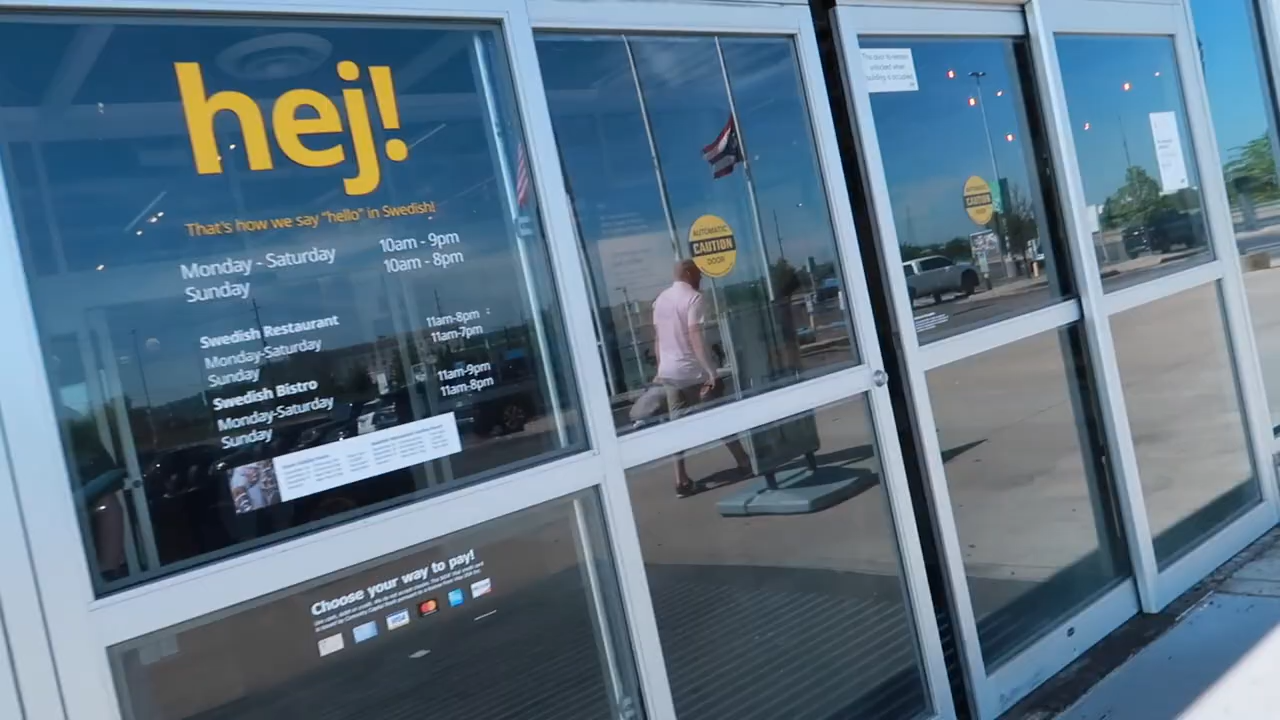 hej!
That's how we say "hello" in Swedish!
Monday - Saturday 10am - 9pm
Sunday 10am - 8pm
Swedish Restaurant
Monday-Saturday 11am-8pm
Sunday 11am-7pm
Swedish Bistro
Monday-Saturday 11am-9pm
Sunday 11am-8pm
Choose your way to pay!
VISA
AUTOMATIC
CAUTION
DOOR
AUTOMATIC
CAUTION
DOOR